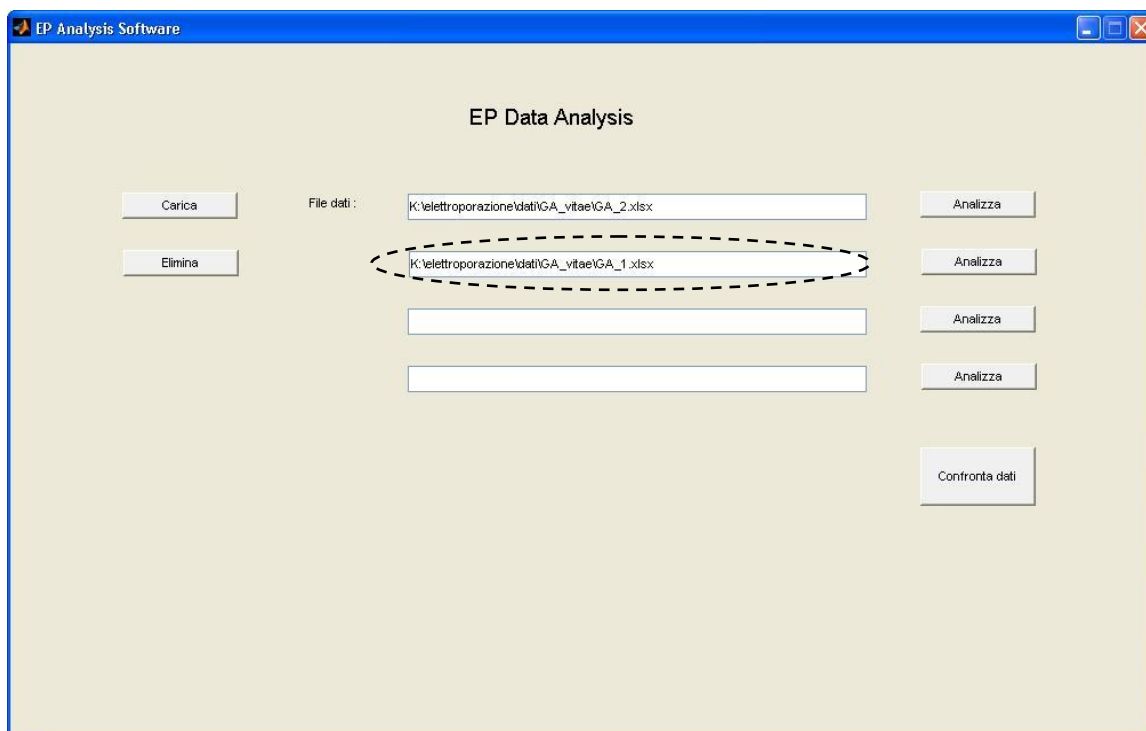 EP Analysis Software
EP Data Analysis
Carica File dati : K:\elettroporazione\dati\GA_vitae\GA_2.xlsx Analizza
Elimina K:\elettroporazione\dati\GA_vitae\GA_1.xlsx Analizza
Analizza
Analizza
Confronta dati